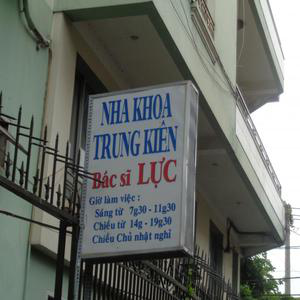 NHA KHOA
TRUNG KIÊN
Bác sĩ LỰC
Giờ làm việc :
Sáng từ 7g30 - 11g30
Chiều từ 14g - 19g30
Chiều Chủ nhật nghỉ